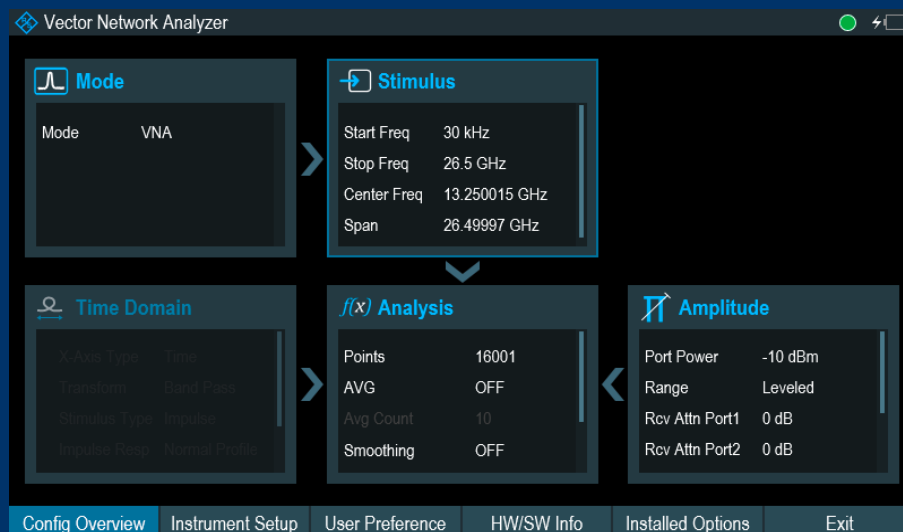 Vector Network Analyzer
Mode
Mode VNA
Stimulus
Start Freq 30 kHz
Stop Freq 26.5 GHz
Center Freq 13.250015 GHz
Span 26.49997 GHz
Time Domain
X-Axis Type Time
Transform Band Pass
Stimulus Type Impulse
Impulse Resp Normal Profile
f(x) Analysis
Points 16001
AVG OFF
Avg Count 10
Smoothing OFF
Amplitude
Port Power -10 dBm
Range Leveled
Rcv Attn Port1 0 dB
Rcv Attn Port2 0 dB
Config Overview Instrument Setup User Preference HW/SW Info Installed Options Exit